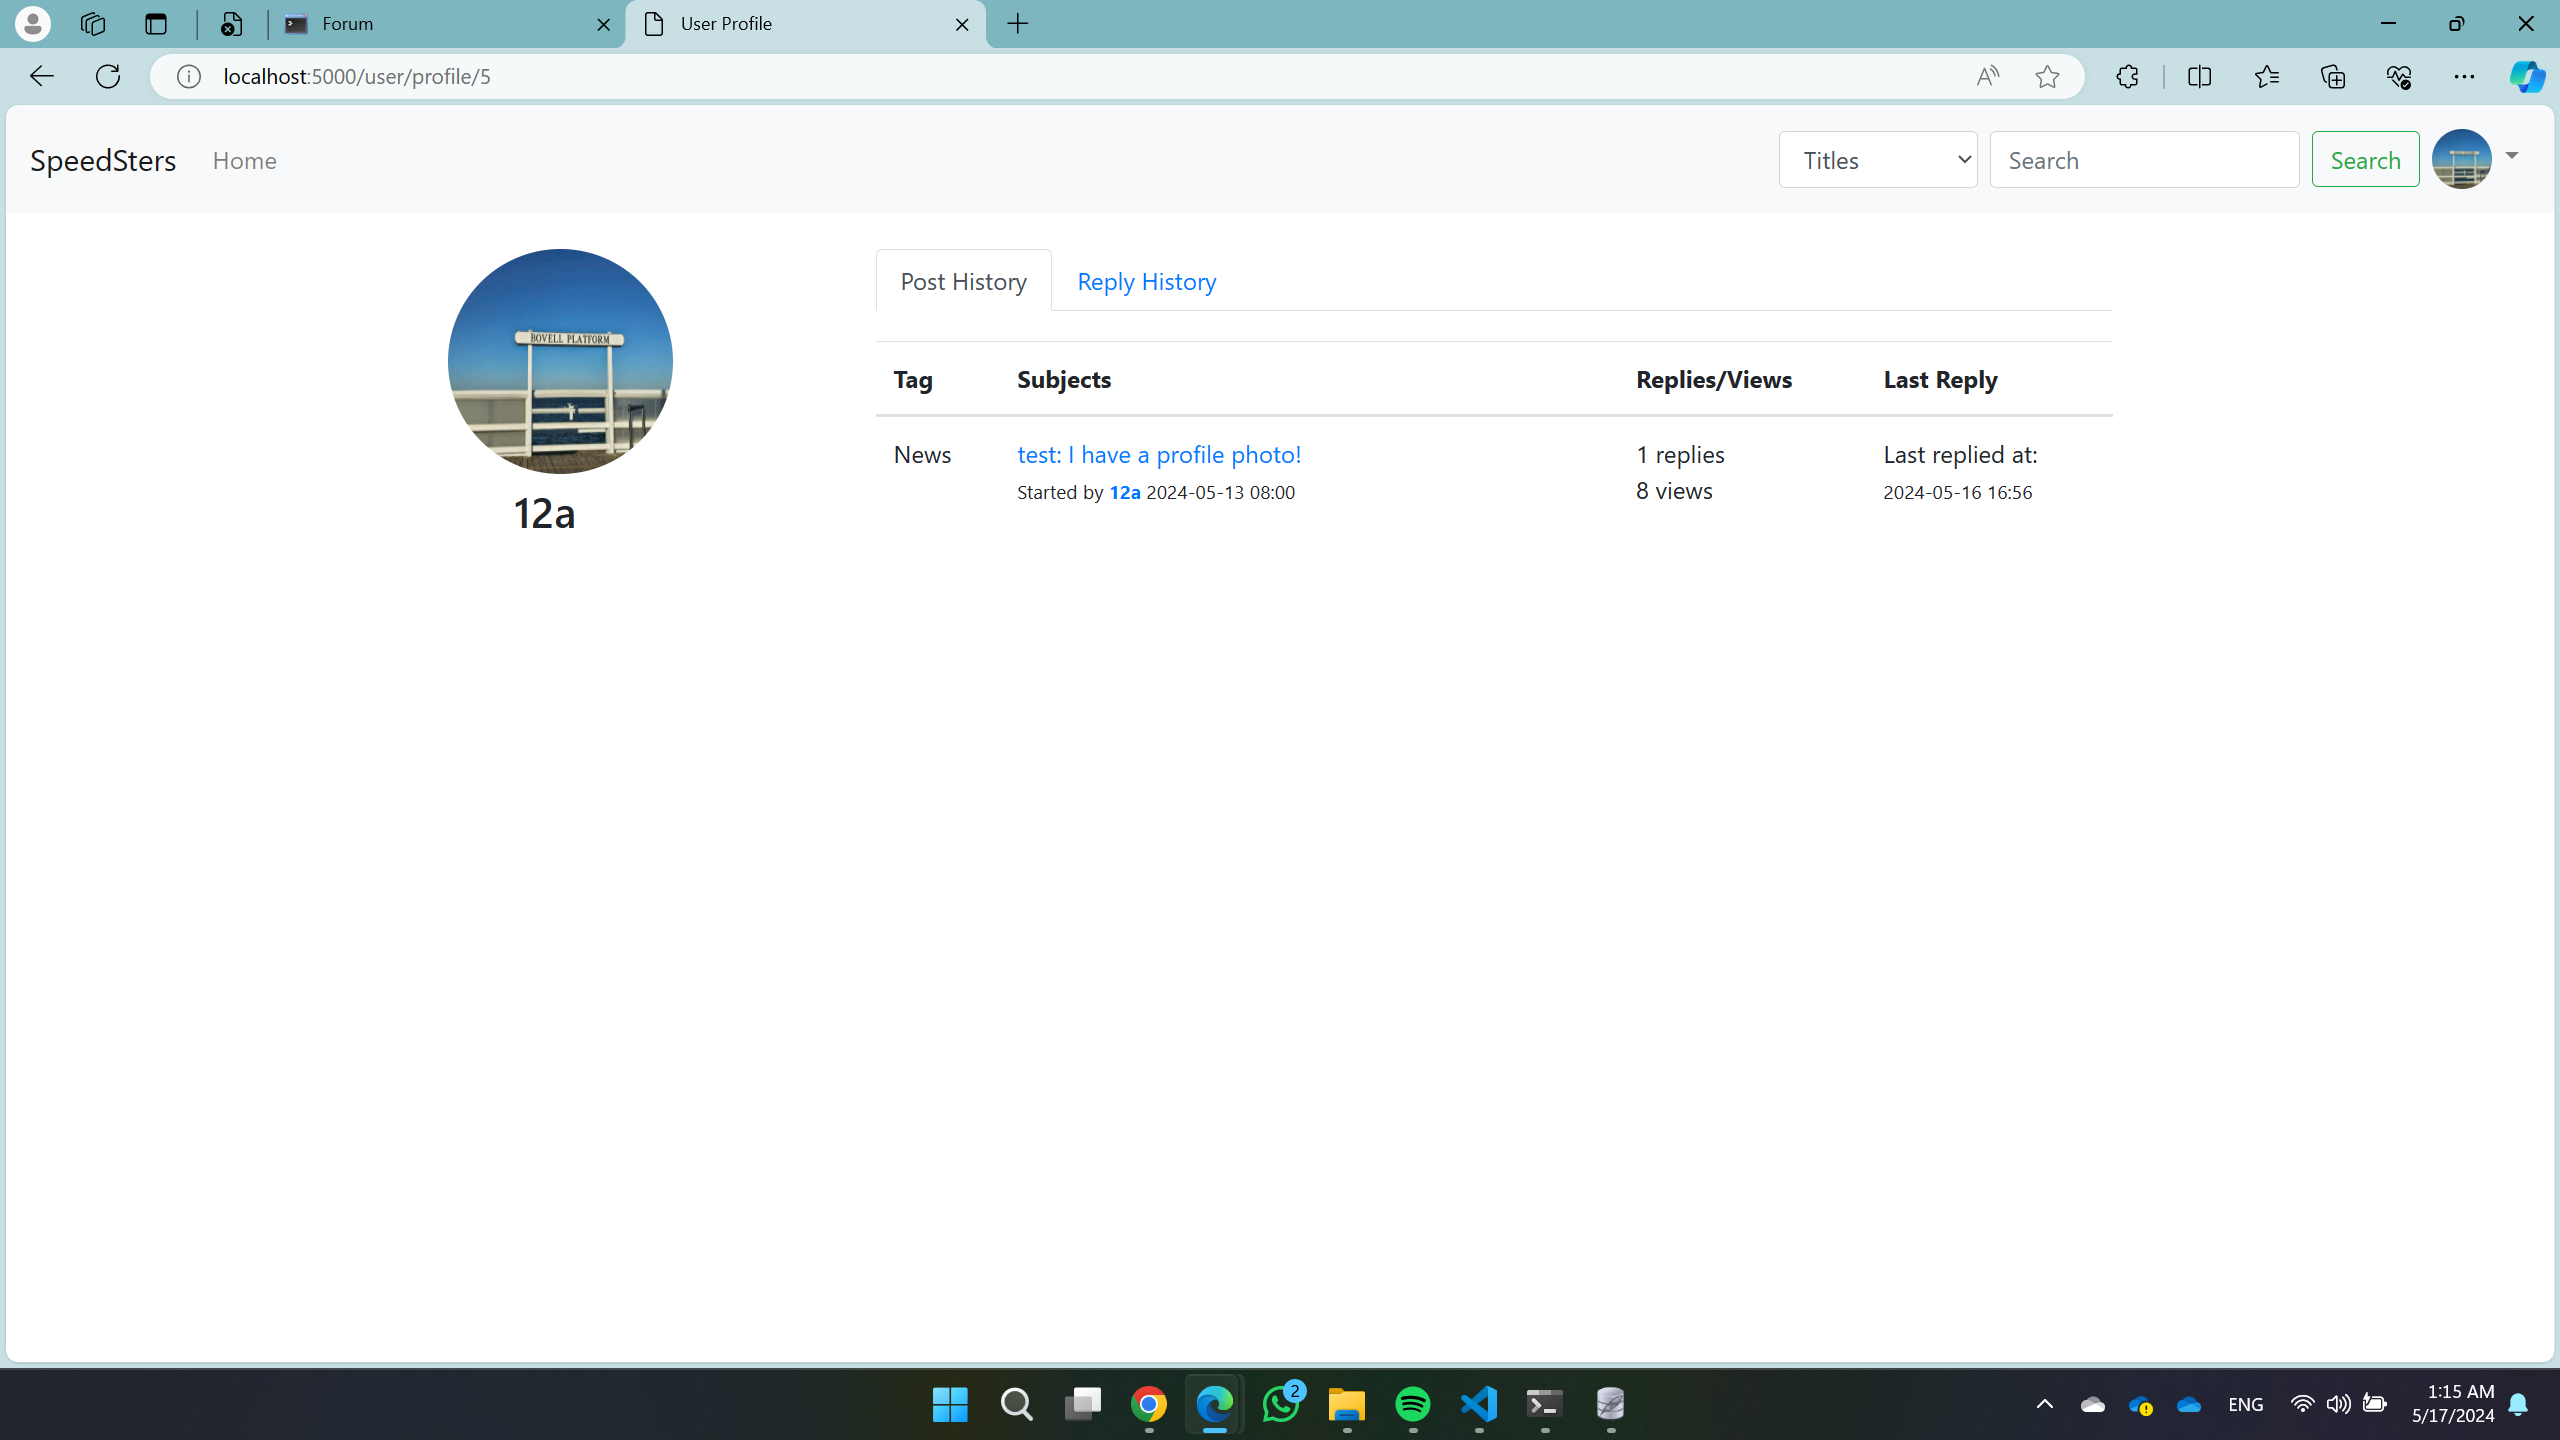 Forum
User Profile
localhost:5000/user/profile/5
SpeedSters
Home
Titles
Search
Search
BOVELL PLATFORM
12a
Post History
Reply History
Tag
Subjects
Replies/Views
Last Reply
News
test: I have a profile photo!
1 replies
Last replied at:
Started by 12a 2024-05-13 08:00
8 views
2024-05-16 16:56
2
ENG
1:15 AM
5/17/2024